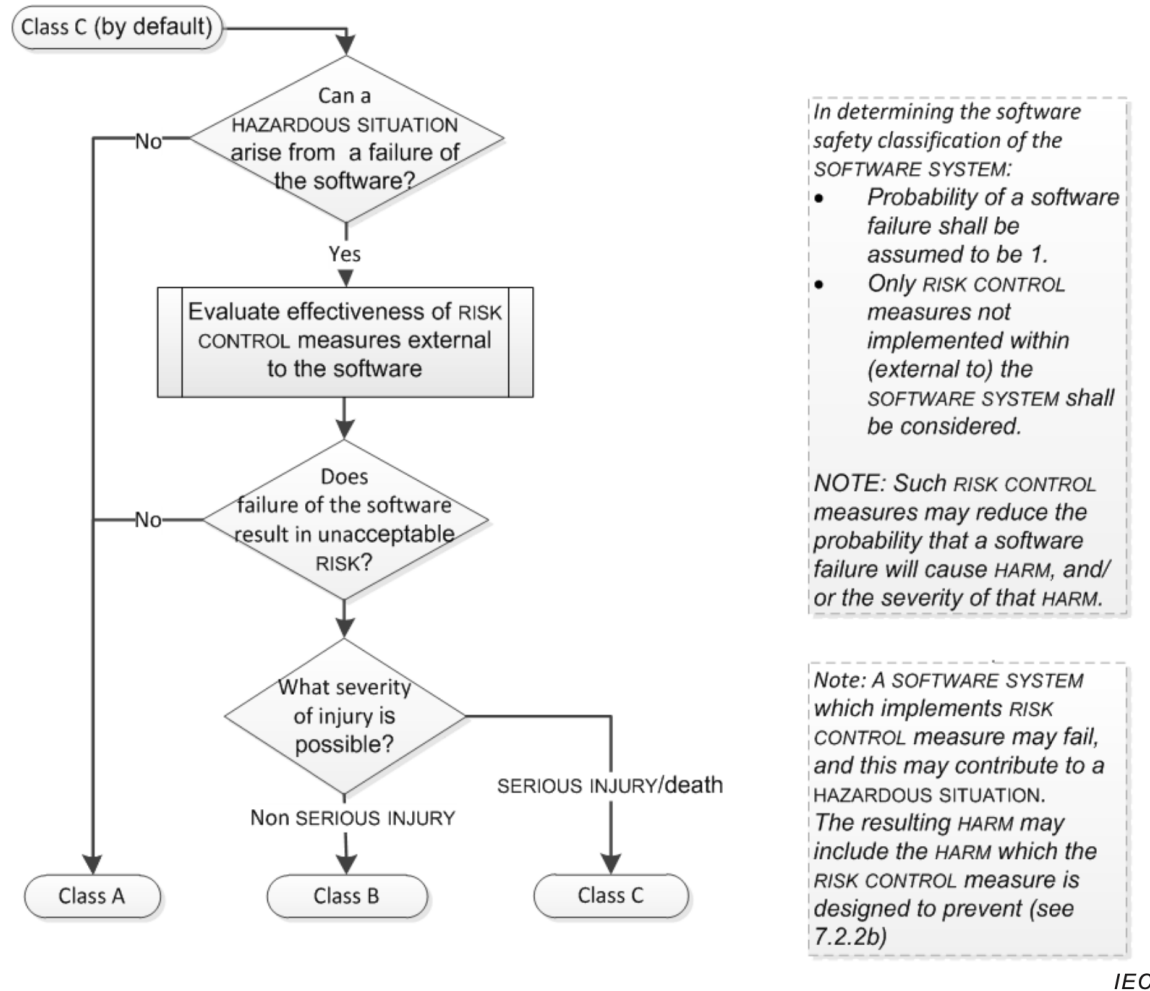 Class C (by default)
Can a
HAZARDOUS SITUATION
arise from a failure of
the software?
No
Yes
Evaluate effectiveness of RISK
CONTROL measures external
to the software
Does
failure of the software
result in unacceptable
RISK?
No
What severity
of injury is
possible?
SERIOUS INJURY/death
Non SERIOUS INJURY
Class A
Class B
Class C
In determining the software
safety classification of the
SOFTWARE SYSTEM:
• Probability of a software
failure shall be
assumed to be 1.
• Only RISK CONTROL
measures not
implemented within
(external to) the
SOFTWARE SYSTEM shall
be considered.
NOTE: Such RISK CONTROL
measures may reduce the
probability that a software
failure will cause HARM, and/
or the severity of that HARM.
Note: A SOFTWARE SYSTEM
which implements RISK
CONTROL measure may fail,
and this may contribute to a
HAZARDOUS SITUATION.
The resulting HARM may
include the HARM which the
RISK CONTROL measure is
designed to prevent (see
7.2.2b)
IEC